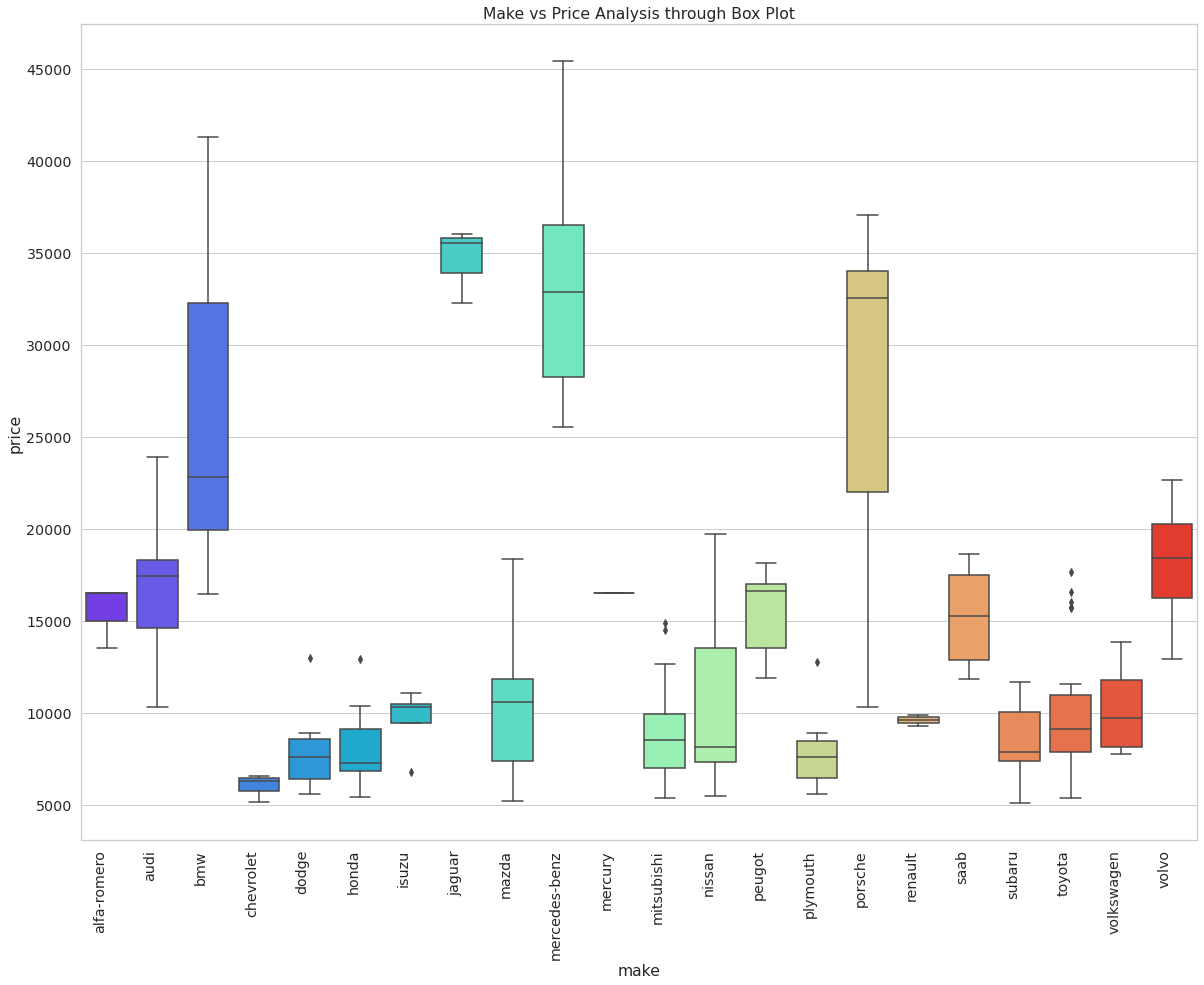 Make vs Price Analysis through Box Plot
45000
40000
35000
30000
25000
20000
15000
10000
5000
price
alfa-romero
audi
bmw
chevrolet
dodge
honda
isuzu
jaguar
mazda
mercedes-benz
mercury
mitsubishi
nissan
peugot
plymouth
porsche
renault
saab
subaru
toyota
volkswagen
volvo
make